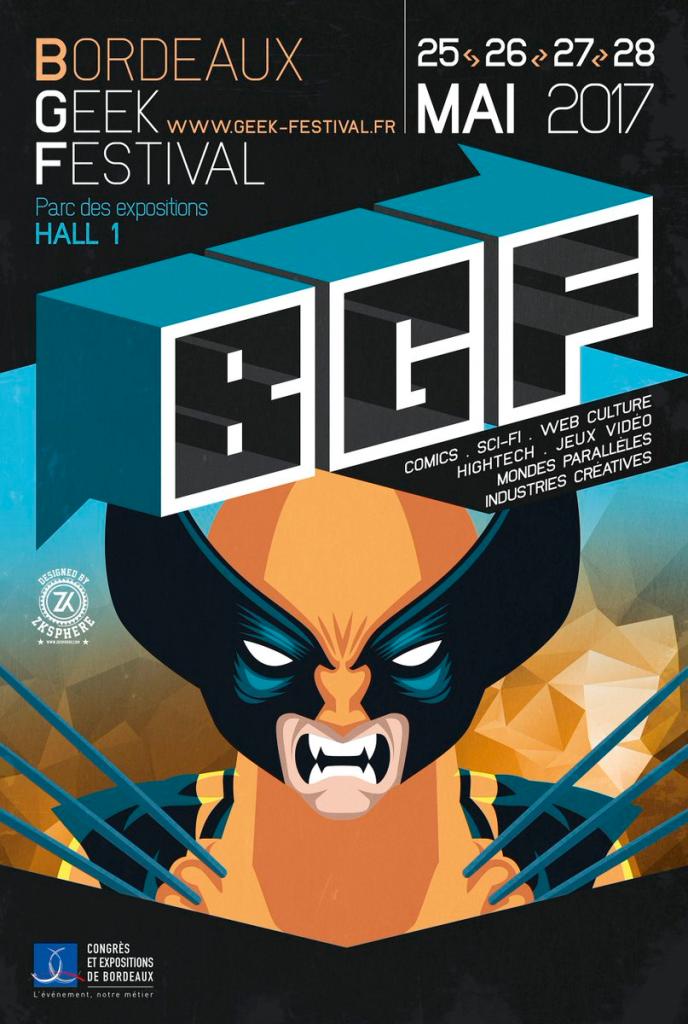 BORDEAUX
GEEK
FESTIVAL
WWW.GEEK-FESTIVAL.FR
25 26 27 28
MAI 2017
Parc des expositions
HALL 1
BGF
COMICS . SCI-FI . WEB CULTURE
HIGHTECH . JEUX VIDÉO
MONDES PARALLÈLES
INDUSTRIES CRÉATIVES
DESIGNED BY
ZK
ZKSPHERE
CONGRÈS
ET EXPOSITIONS
DE BORDEAUX
L'événement, notre métier